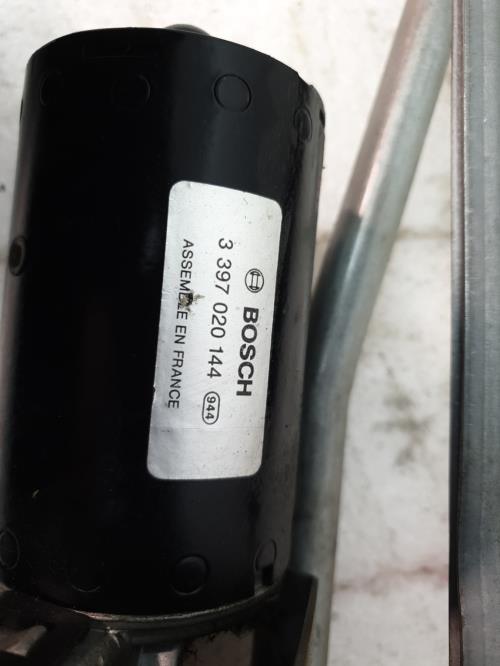 BOSCH
3 397 020 144 944
ASSEMBLE EN FRANCE